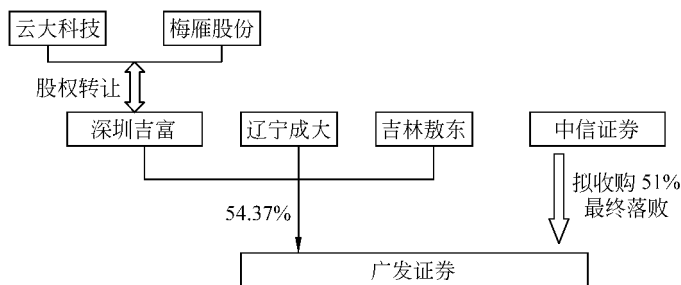 云大科技 梅雁股份
股权转让
深圳吉富 辽宁成大 吉林敖东 中信证券
拟收购 51%
最终落败
54.37%
广发证券